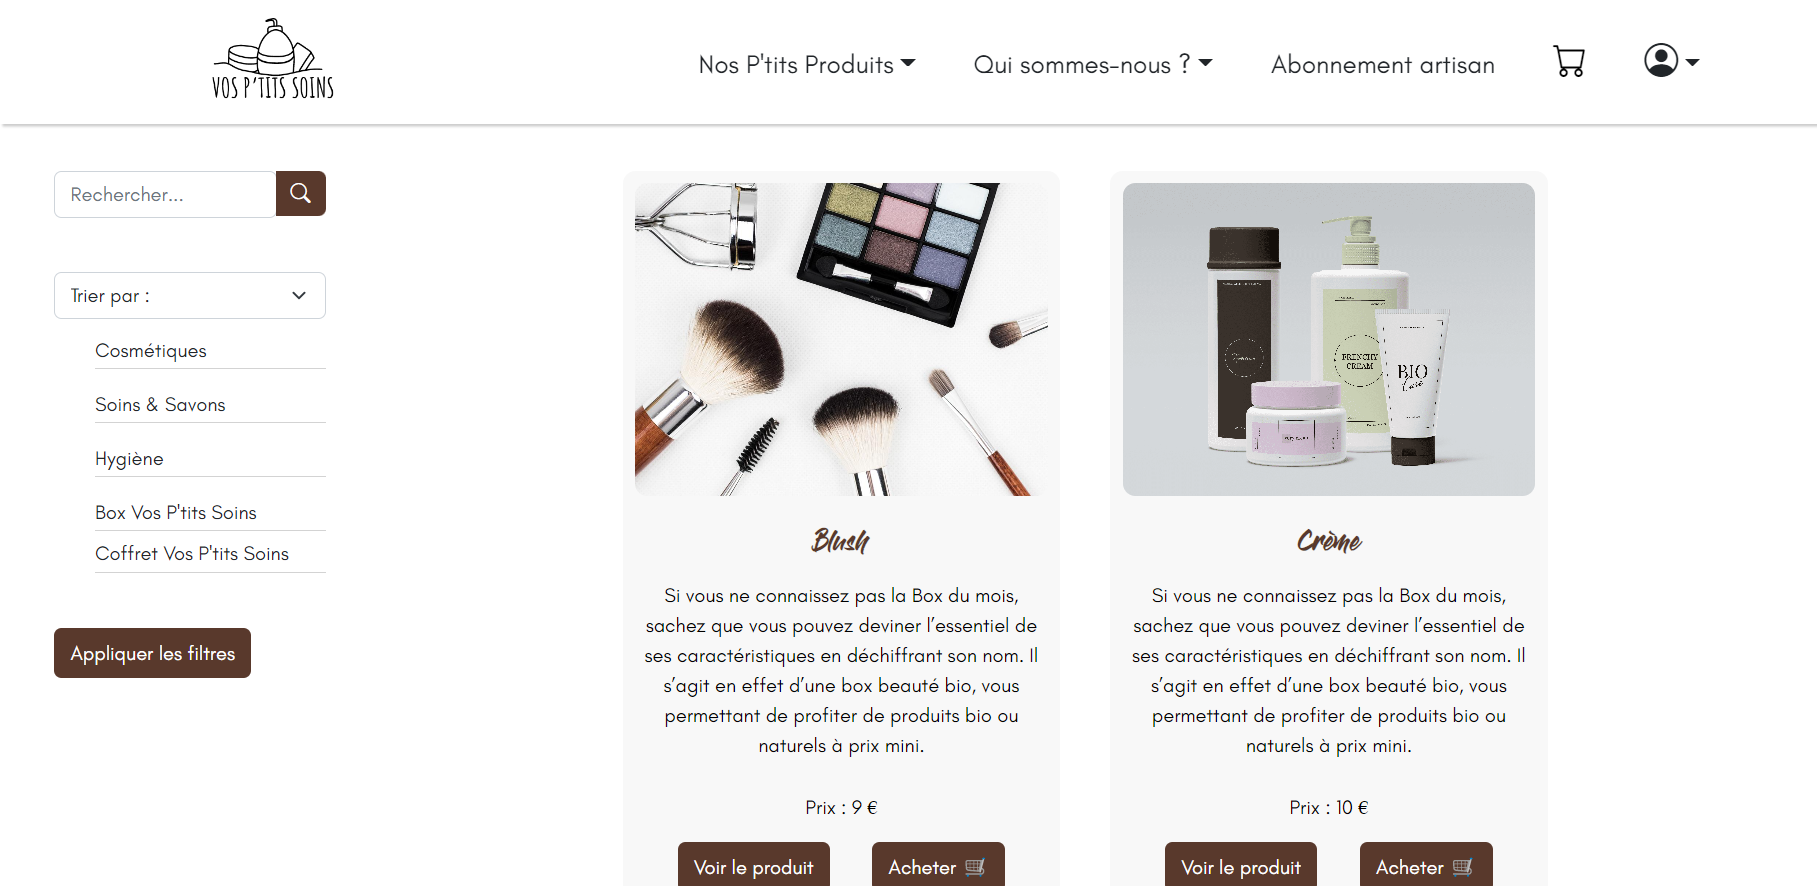 VOS P'TITS SOINS
Nos P'tits Produits
Qui sommes-nous ?
Abonnement artisan
Rechercher...
Trier par :
Cosmétiques
Soins & Savons
Hygiène
Box Vos P'tits Soins
Coffret Vos P'tits Soins
Appliquer les filtres
Blush
Si vous ne connaissez pas la Box du mois,
sachez que vous pouvez deviner l’essentiel de
ses caractéristiques en déchiffrant son nom. Il
s’agit en effet d’une box beauté bio, vous
permettant de profiter de produits bio ou
naturels à prix mini.
Prix : 9 €
Voir le produit
Acheter
FRENCHY
CREAM
BIO
Crème
Si vous ne connaissez pas la Box du mois,
sachez que vous pouvez deviner l’essentiel de
ses caractéristiques en déchiffrant son nom. Il
s’agit en effet d’une box beauté bio, vous
permettant de profiter de produits bio ou
naturels à prix mini.
Prix : 10 €
Voir le produit
Acheter